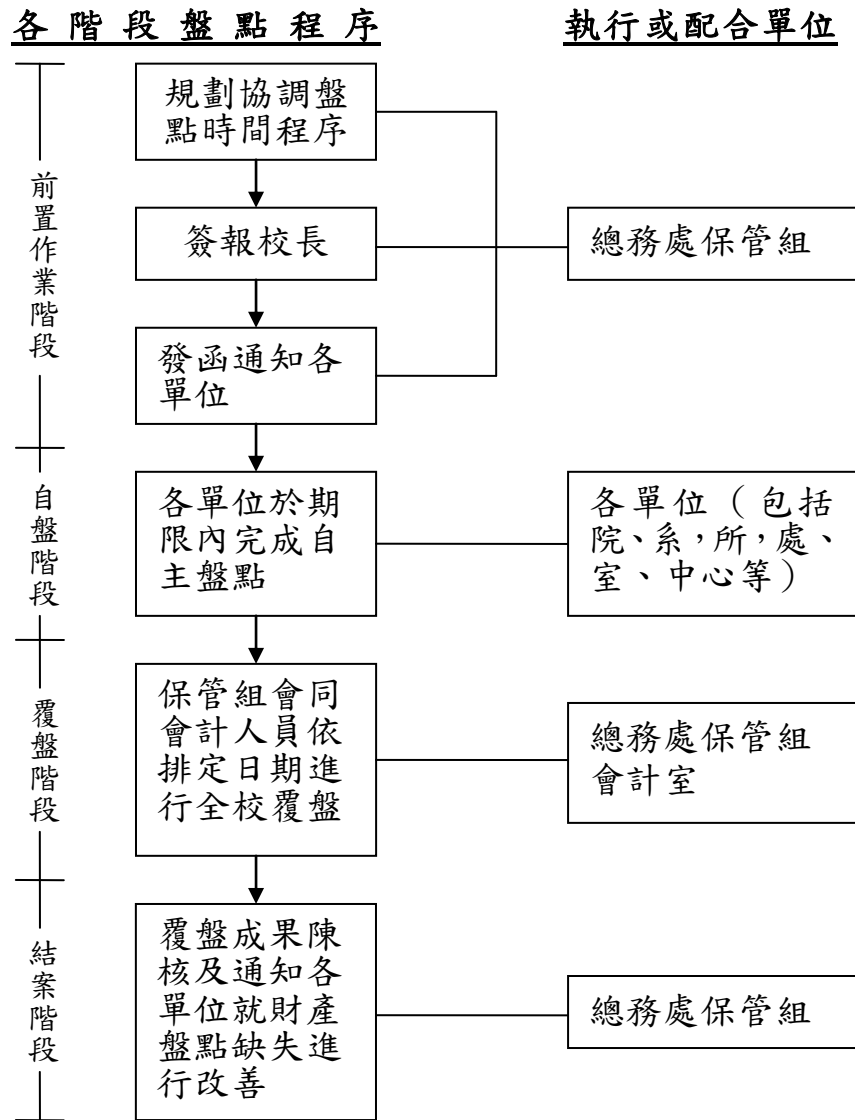 各階段盤點程序
執行或配合單位
前置作業階段
規劃協調盤
點時間程序
簽報校長
總務處保管組
發函通知各
單位
自盤階段
各單位於期
限內完成自
主盤點
各單位（包括
院、系，所，處、
室、中心等）
覆盤階段
保管組會同
會計人員依
排定日期進
行全校覆盤
總務處保管組
會計室
結案階段
覆盤成果陳
核及通知各
單位就財產
盤點缺失進
行改善
總務處保管組